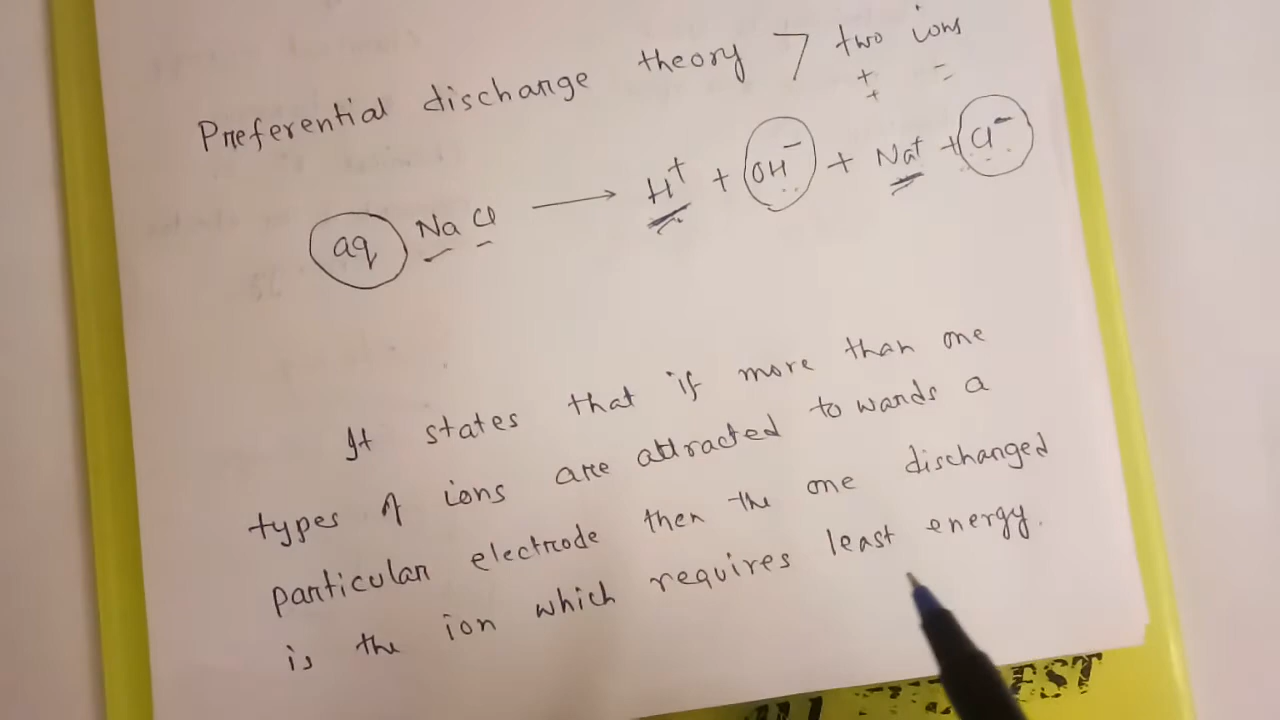 Preferential discharge theory > two ions
+ =
+
aq NaCl → H⁺ + OH⁻ + Na⁺ + Cl⁻
It states that if more than one
types of ions are attracted towards a
particular electrode then the one discharged
is the ion which requires least energy.